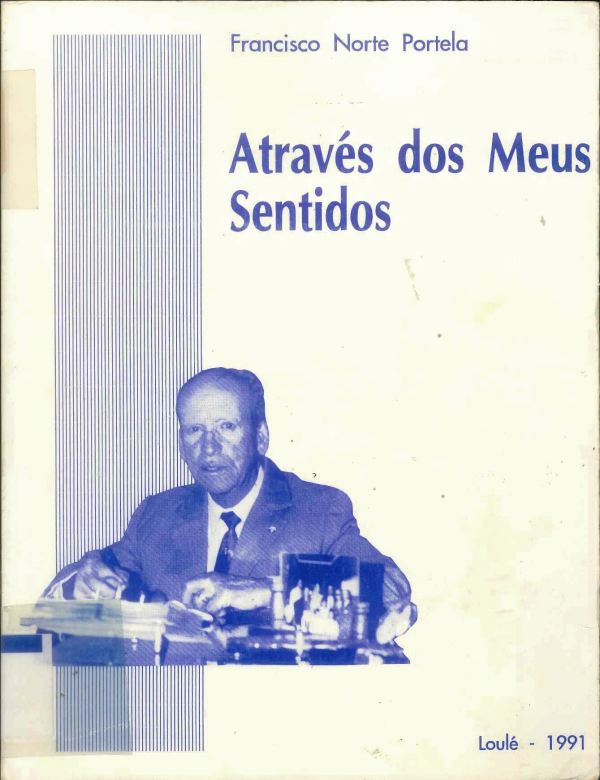 Francisco Norte Portela
Através dos Meus
Sentidos
Loulé - 1991